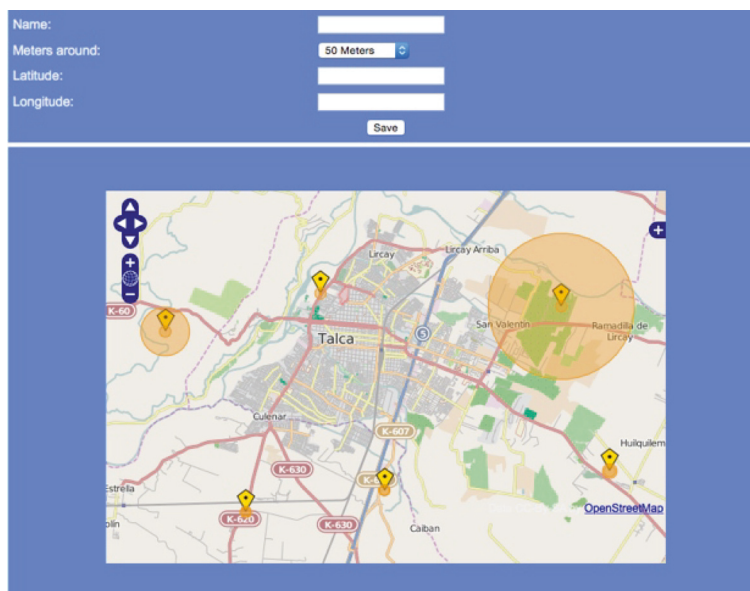 Name:
Meters around:
50 Meters
Latitude:
Longitude:
Save
Lircay
Lircay Arriba
K-60
5
San Valentin
Ramadilla de
Lircay
Talca
Culenar
K-607
Huilquilem
K-630
Estrella
K-620
K-630
OpenStreetMap
Caiban